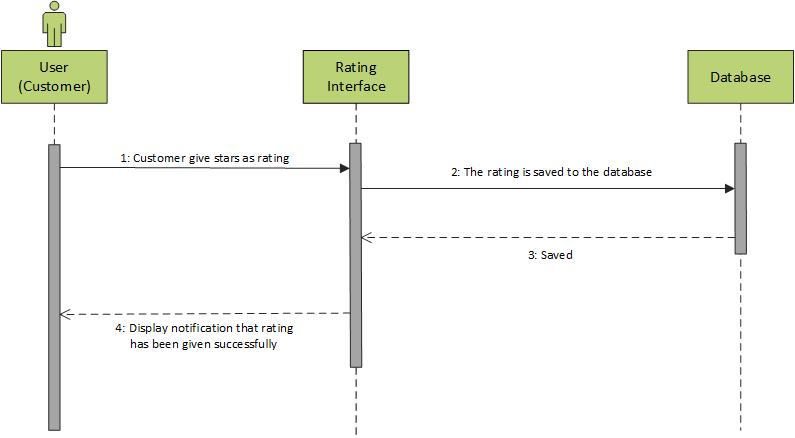 User
(Customer)
Rating
Interface
Database
1: Customer give stars as rating
2: The rating is saved to the database
3: Saved
4: Display notification that rating
has been given successfully